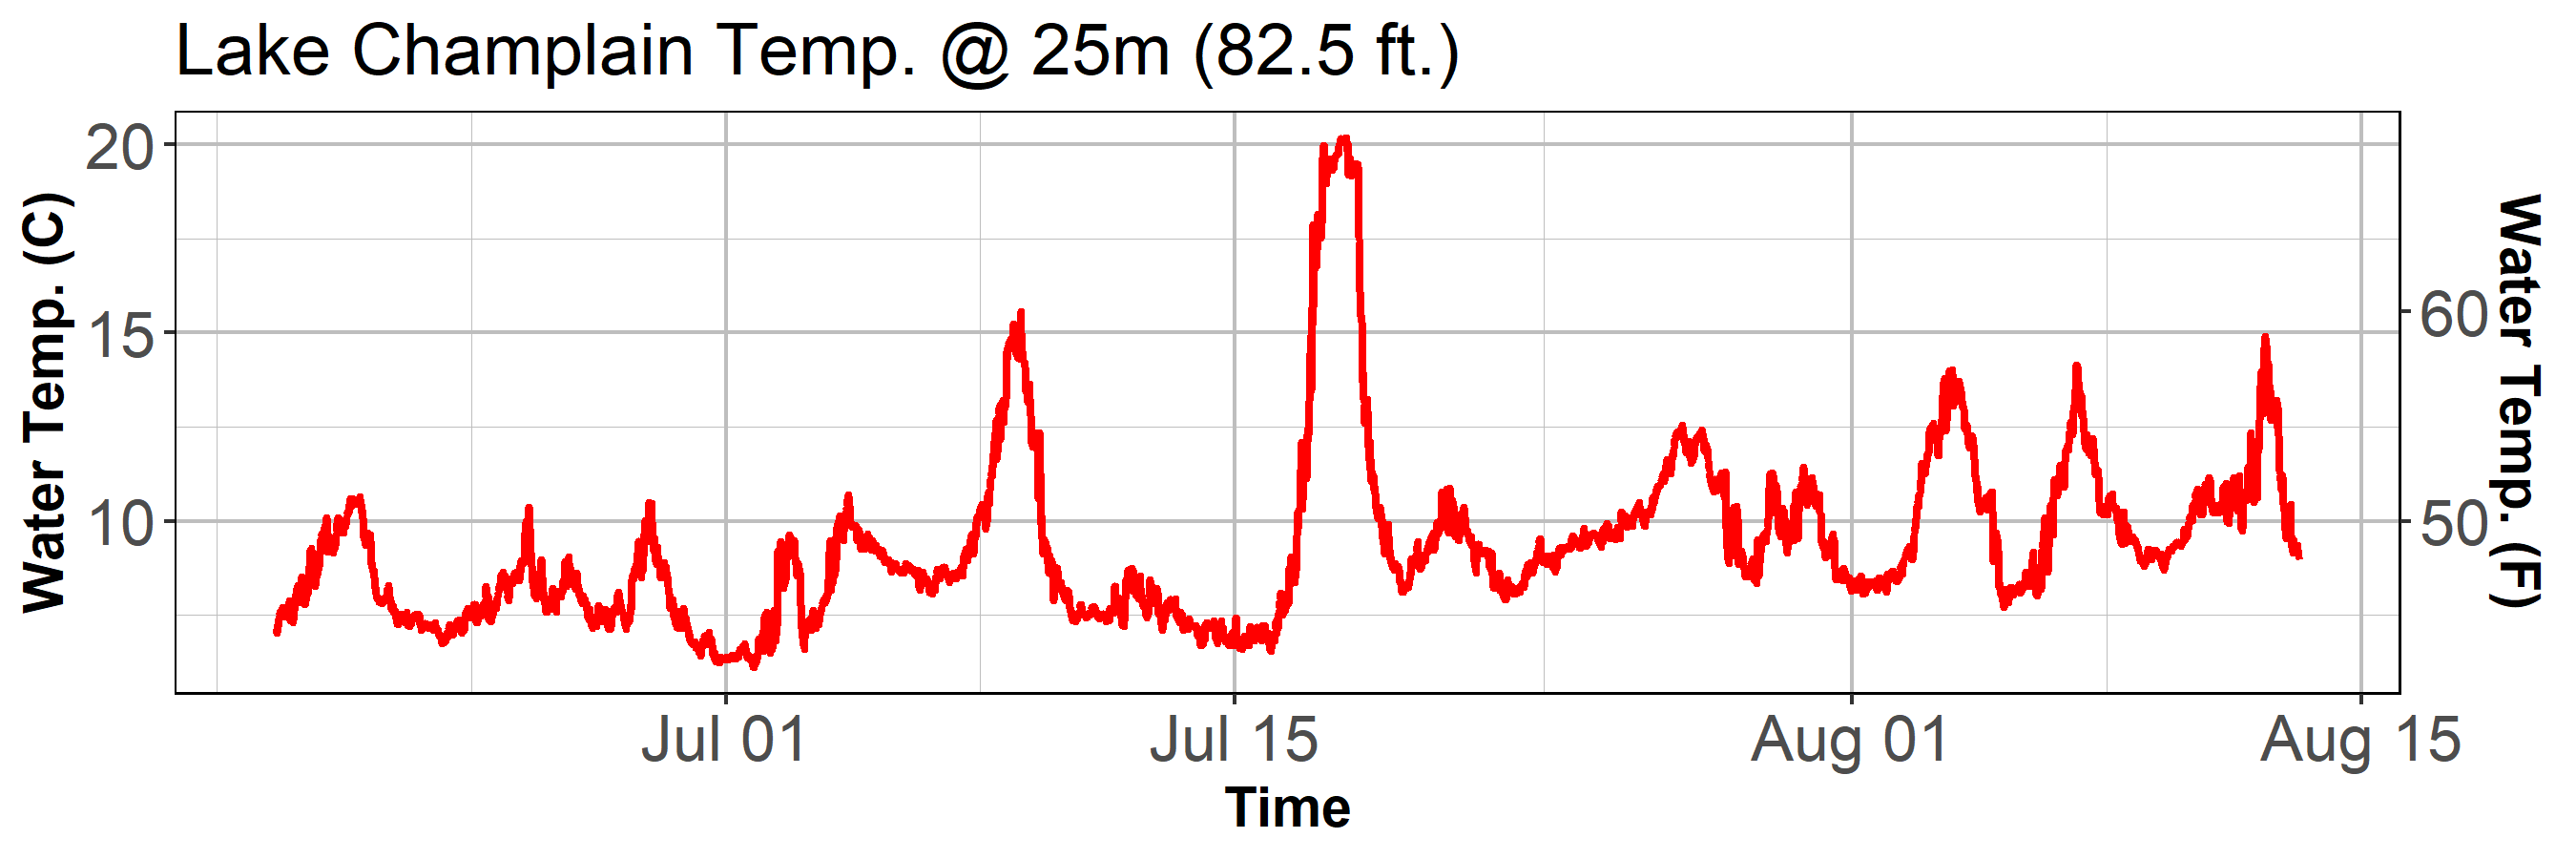 Lake Champlain Temp. @ 25m (82.5 ft.)
Water Temp. (C)
20
15
10
60
50
Water Temp. (F)
Jul 01 Jul 15 Aug 01 Aug 15
Time